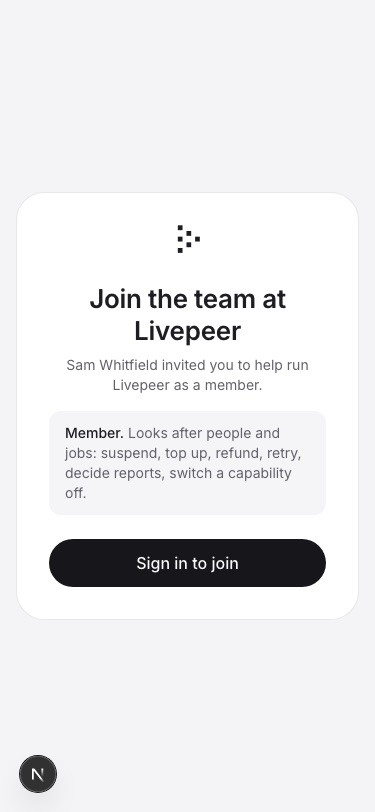 Join the team at
Livepeer
Sam Whitfield invited you to help run
Livepeer as a member.
Member. Looks after people and
jobs: suspend, top up, refund, retry,
decide reports, switch a capability
off.
Sign in to join
N